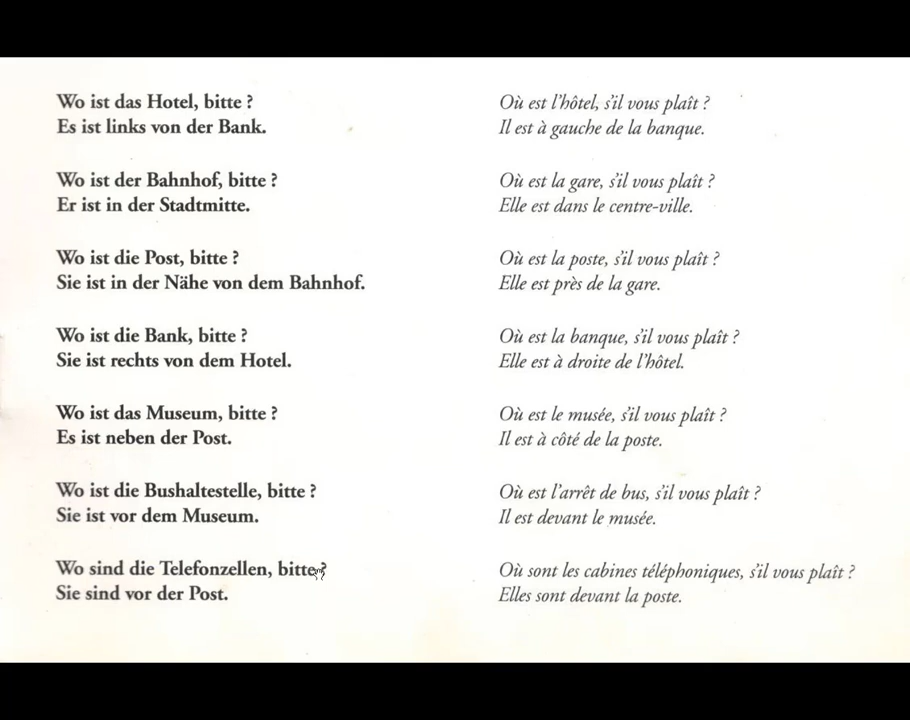 Wo ist das Hotel, bitte ?
Es ist links von der Bank.
Wo ist der Bahnhof, bitte ?
Er ist in der Stadtmitte.
Wo ist die Post, bitte ?
Sie ist in der Nähe von dem Bahnhof.
Wo ist die Bank, bitte ?
Sie ist rechts von dem Hotel.
Wo ist das Museum, bitte ?
Es ist neben der Post.
Wo ist die Bushaltestelle, bitte ?
Sie ist vor dem Museum.
Wo sind die Telefonzellen, bitte ?
Sie sind vor der Post.
Où est l'hôtel, s'il vous plaît ?
Il est à gauche de la banque.
Où est la gare, s'il vous plaît ?
Elle est dans le centre-ville.
Où est la poste, s'il vous plaît ?
Elle est près de la gare.
Où est la banque, s'il vous plaît ?
Elle est à droite de l'hôtel.
Où est le musée, s'il vous plaît ?
Il est à côté de la poste.
Où est l'arrêt de bus, s'il vous plaît ?
Il est devant le musée.
Où sont les cabines téléphoniques, s'il vous plaît ?
Elles sont devant la poste.